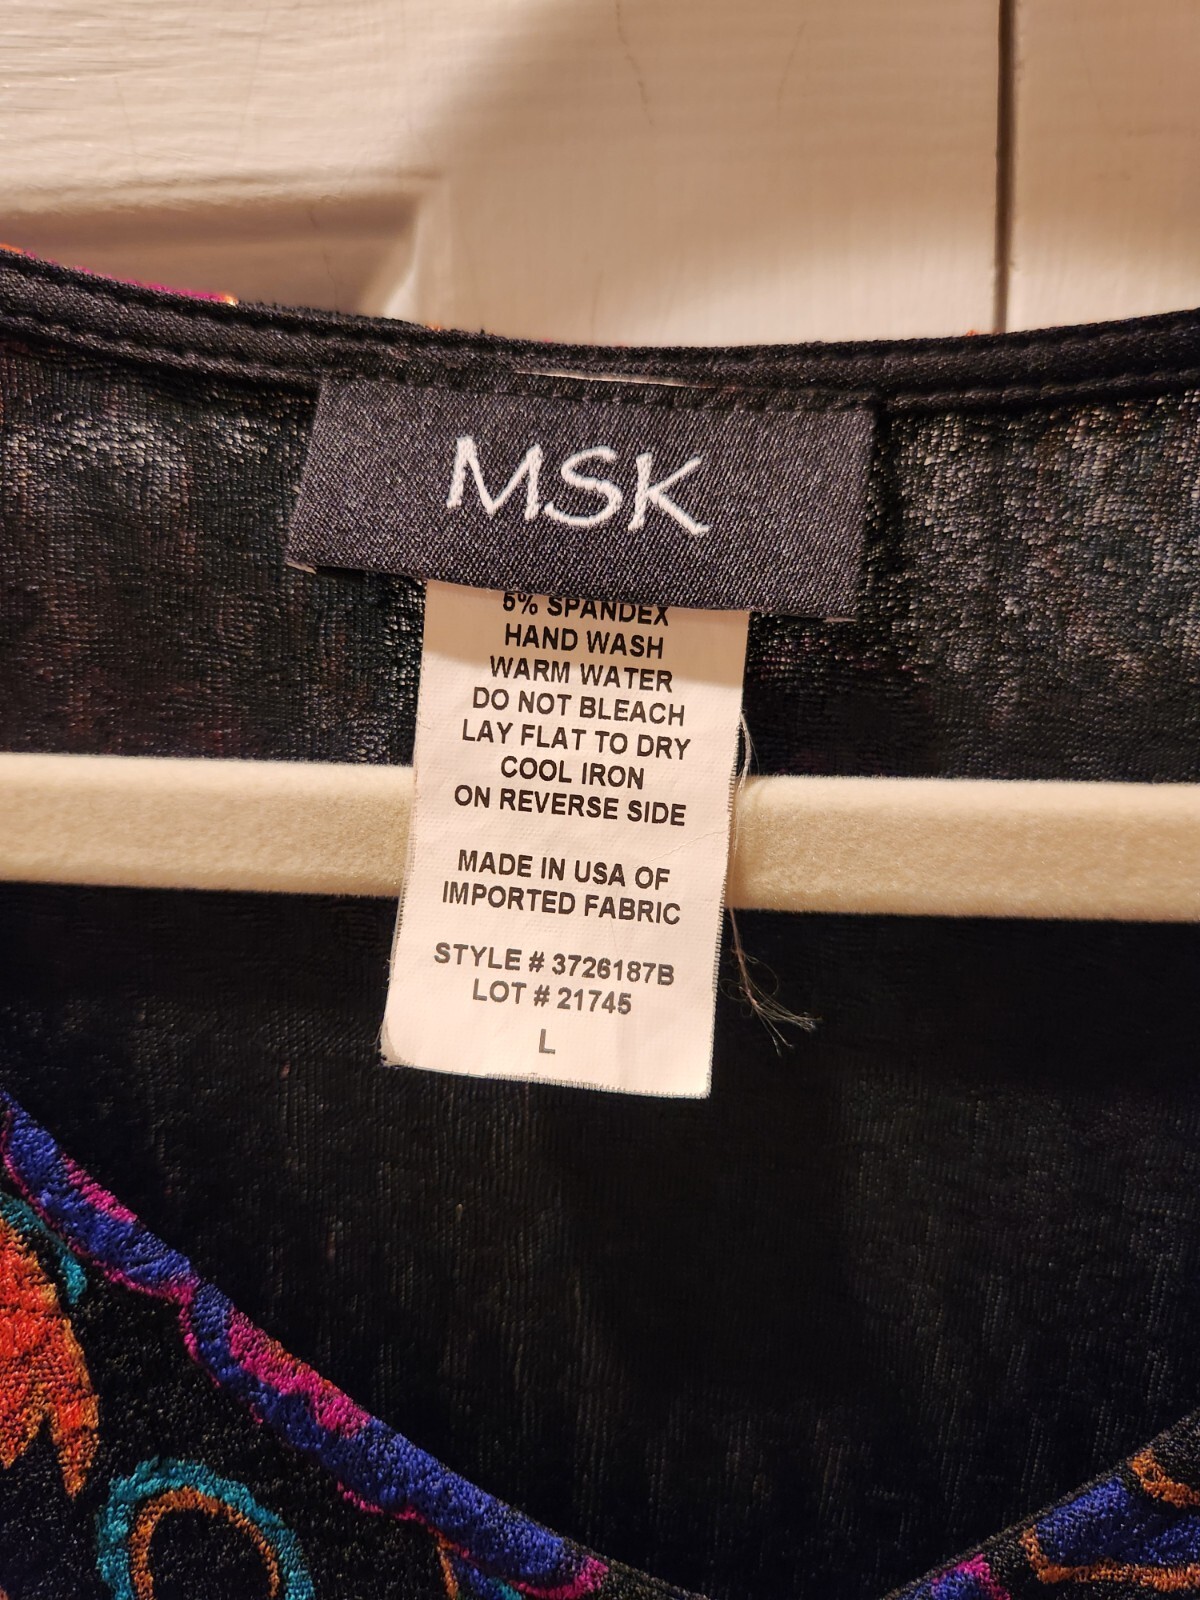 MSK
5% SPANDEX
HAND WASH
WARM WATER
DO NOT BLEACH
LAY FLAT TO DRY
COOL IRON
ON REVERSE SIDE
MADE IN USA OF
IMPORTED FABRIC
STYLE # 3726187B
LOT # 21745
L